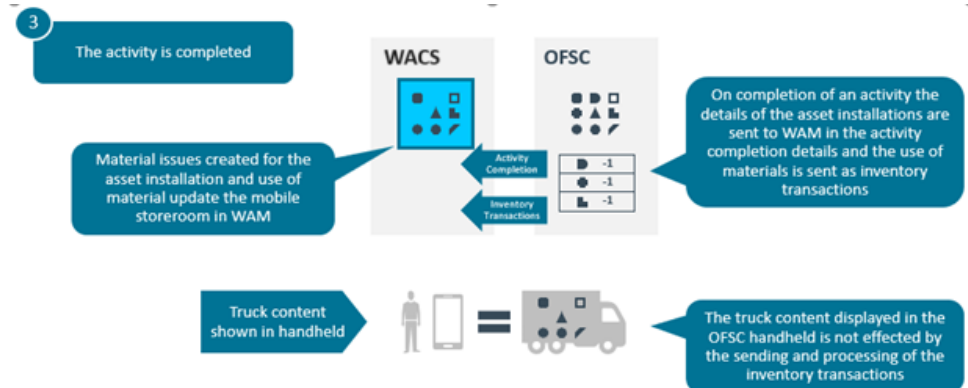 3
The activity is completed
WACS
OFSC
On completion of an activity the
details of the asset installations are
sent to WAM in the activity
completion details and the use of
materials is sent as inventory
transactions
Material issues created for the
asset installation and use of
material update the mobile
storeroom in WAM
Activity
Completion
-1
-1
-1
Inventory
Transactions
Truck content
shown in handheld
The truck content displayed in the
OFSC handheld is not effected by
the sending and processing of the
inventory transactions